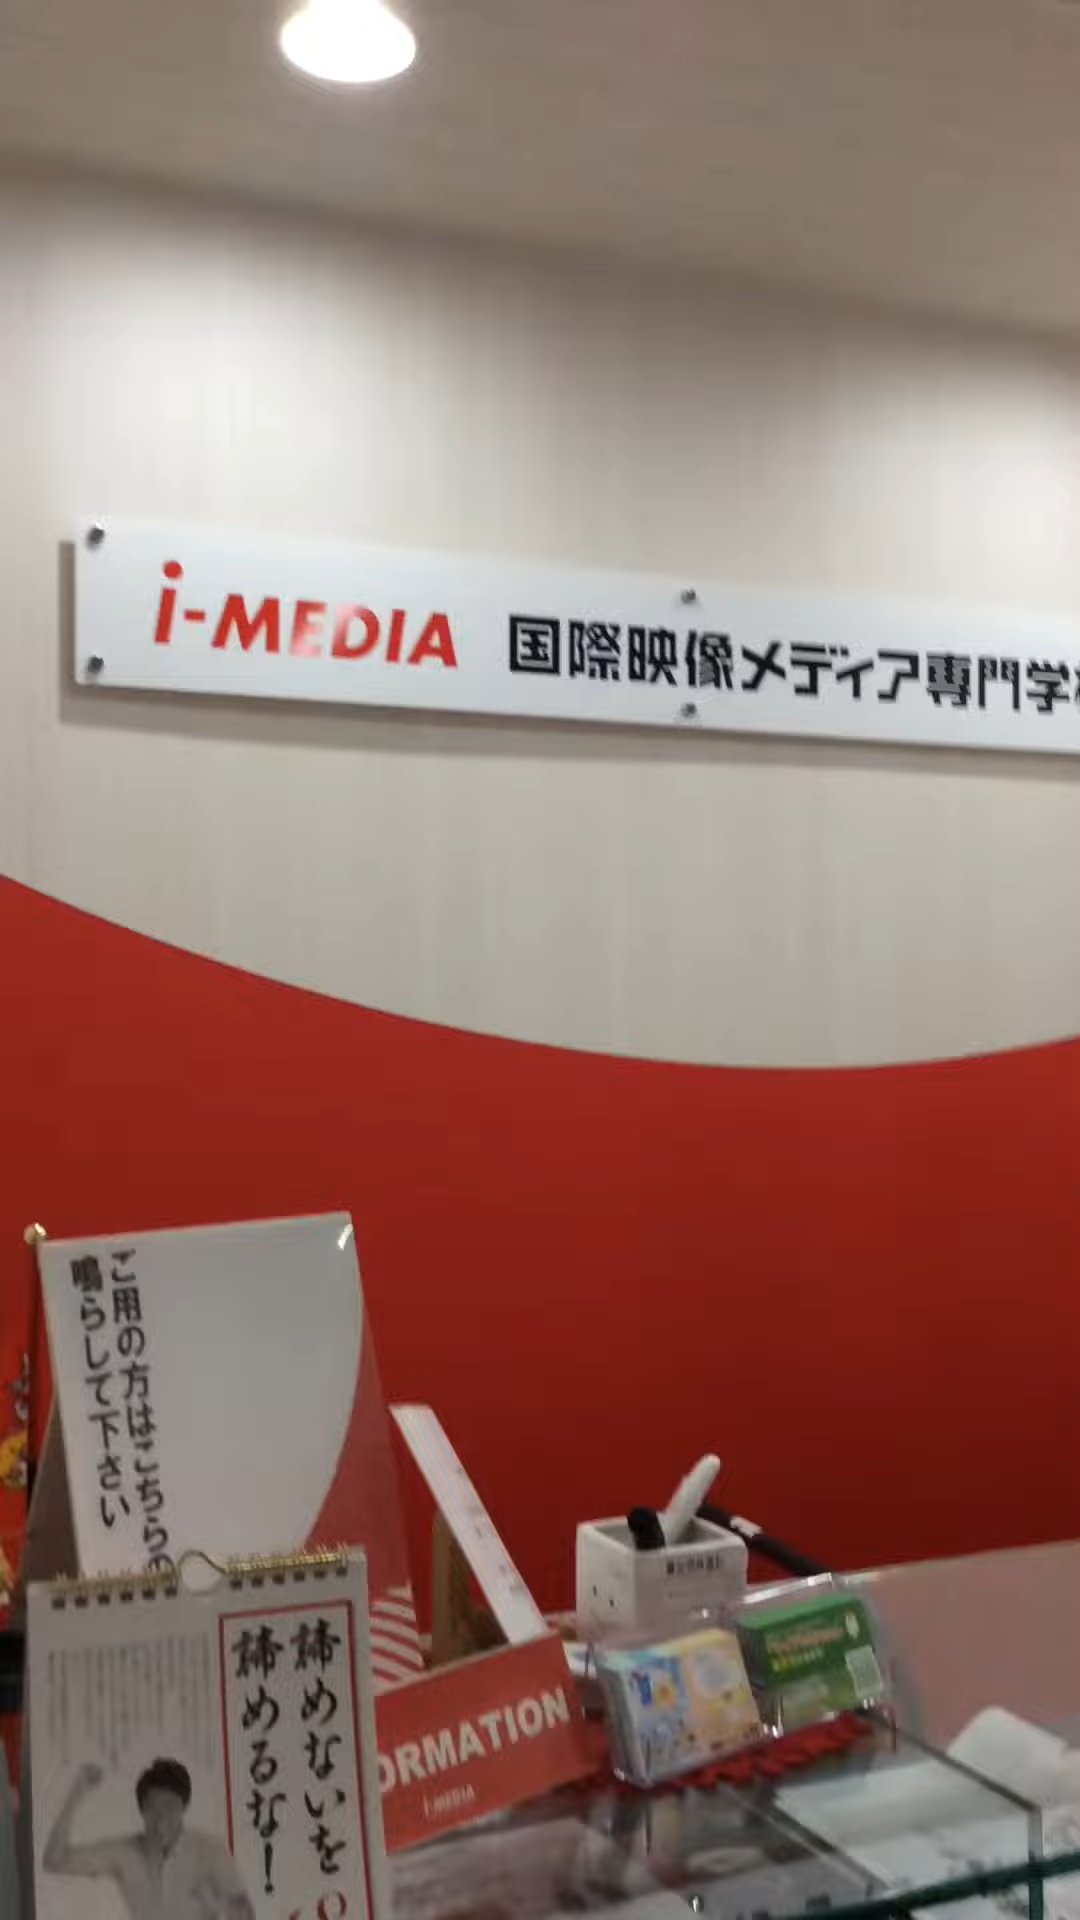 i-MEDIA 国際映像メディア専門学
ご用の方はこちらの
鳴らして下さい
諦めないを
諦めるな!
ORMATION
i-MEDIA